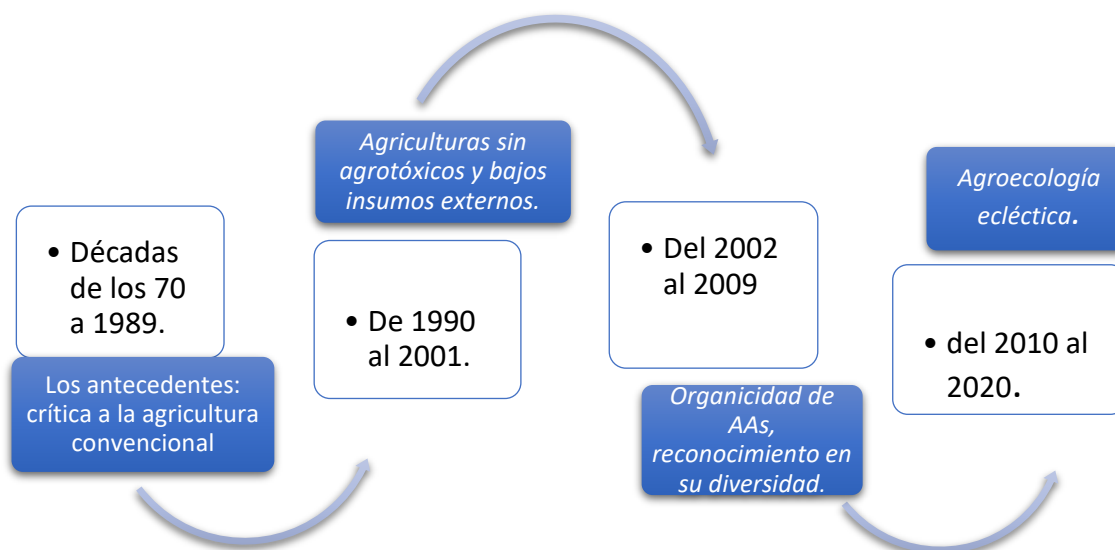 • Décadas
de los 70
a 1989.
Los antecedentes:
crítica a la agricultura
convencional
Agriculturas sin
agrotóxicos y bajos
insumos externos.
• De 1990
al 2001.
• Del 2002
al 2009
Organicidad de
AAs,
reconocimiento en
su diversidad.
Agroecología
ecléctica.
• del 2010 al
2020.